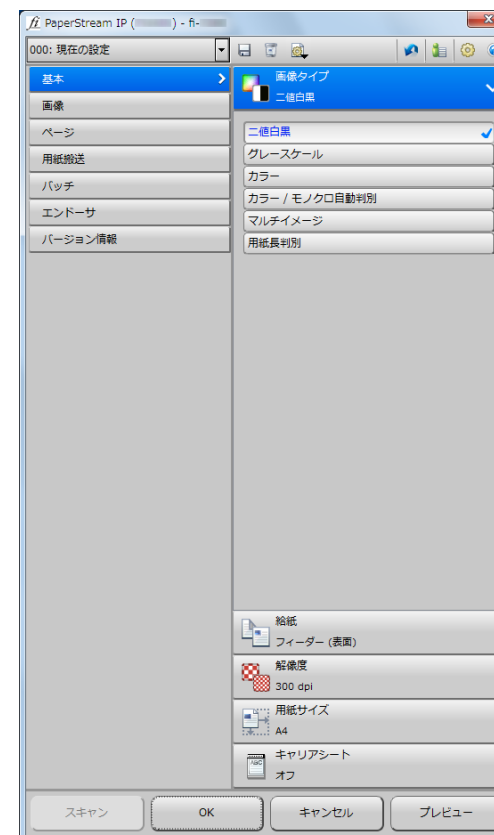 PaperStream IP ( ) - fi-
000: 現在の設定
基本
画像
ページ
用紙搬送
バッチ
エンドーサ
バージョン情報
画像タイプ
二値白黒
二値白黒
グレースケール
カラー
カラー / モノクロ自動判別
マルチイメージ
用紙長判別
給紙
フィーダー (表面)
解像度
300 dpi
用紙サイズ
A4
キャリアシート
オフ
スキャン
OK
キャンセル
プレビュー